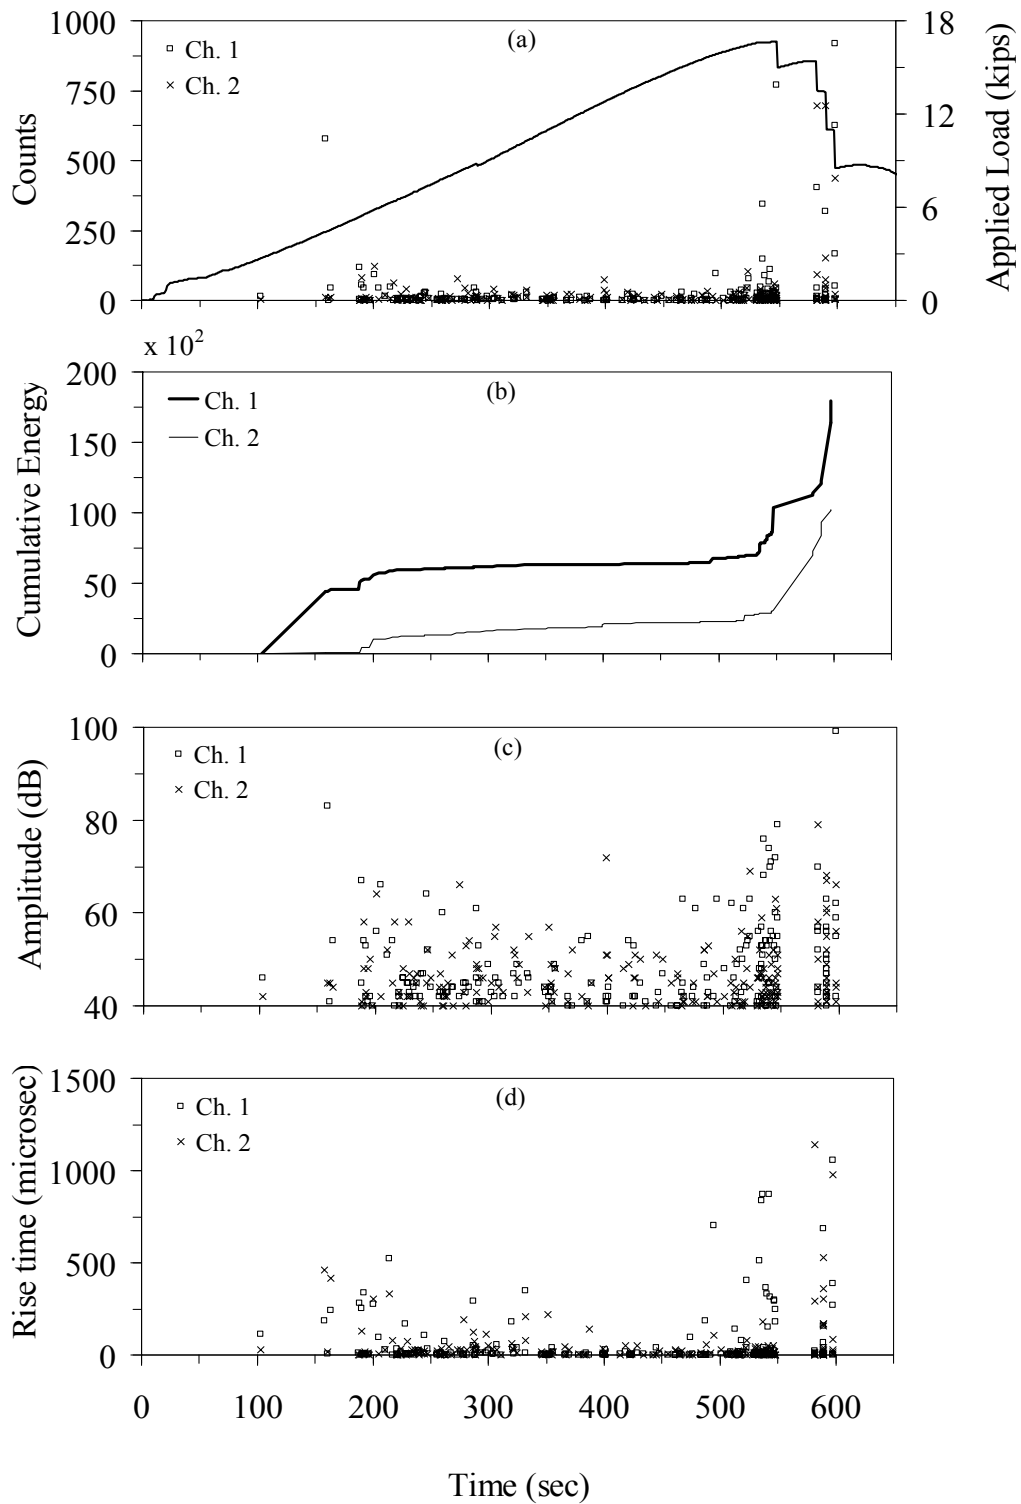 1000
750
500
250
0
Counts
Ch. 1
Ch. 2
(a)
18
12
6
0
Applied Load (kips)
x 10²
200
150
100
50
0
Cumulative Energy
Ch. 1
Ch. 2
(b)
100
80
60
40
Amplitude (dB)
Ch. 1
Ch. 2
(c)
1500
1000
500
0
Rise time (microsec)
Ch. 1
Ch. 2
(d)
0 100 200 300 400 500 600
Time (sec)